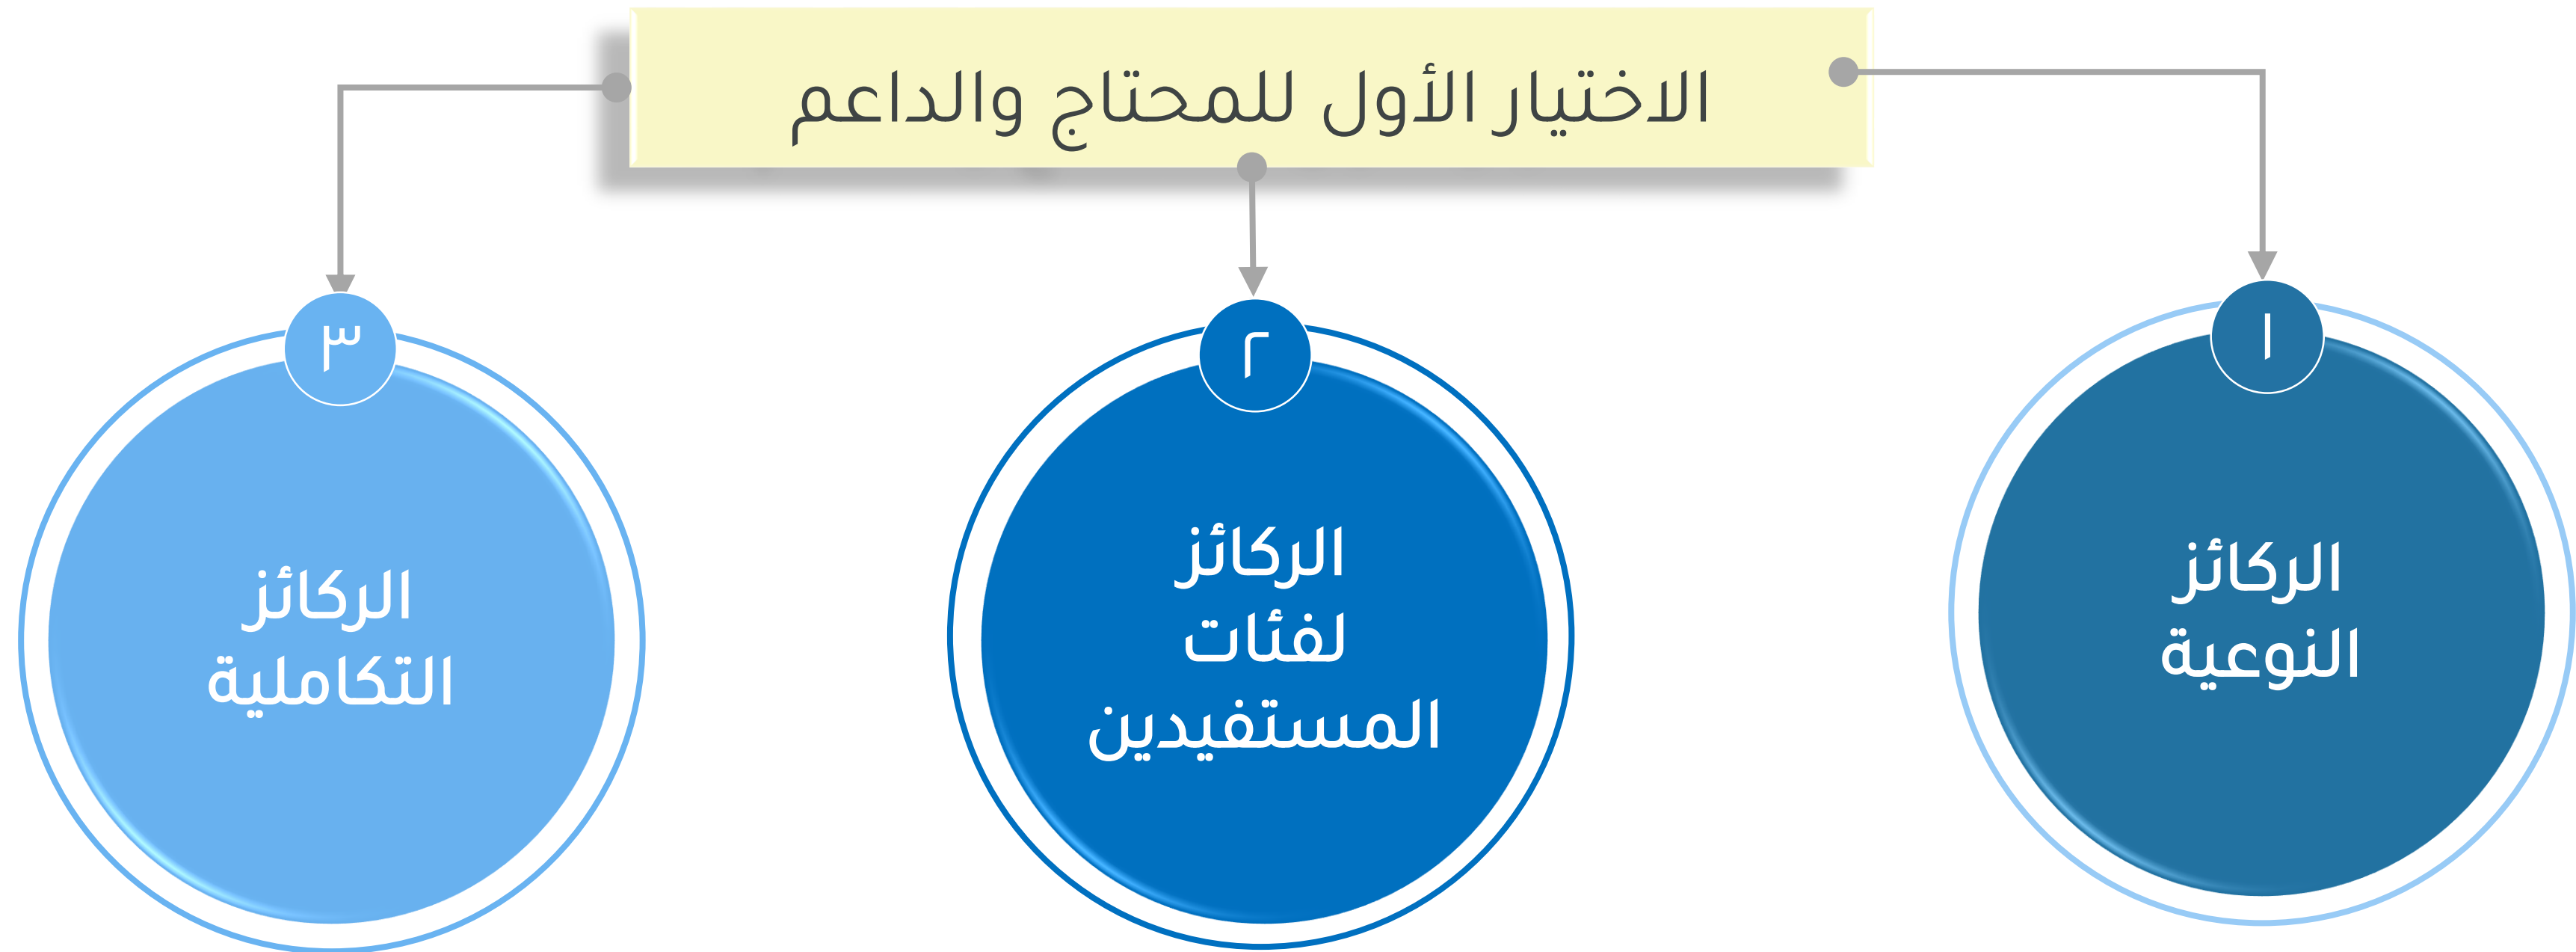 الاختيار الأول للمحتاج والداعم
١
الركائز
النوعية
٢
الركائز
لفئات
المستفيدين
٣
الركائز
التكاملية